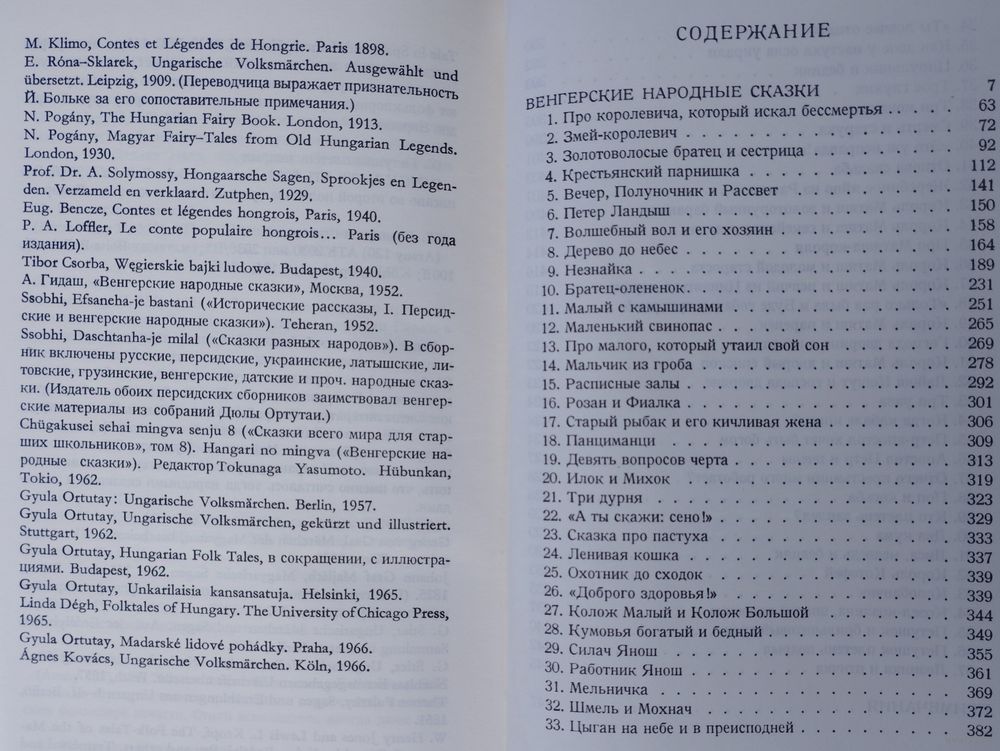 M. Klimo, Contes et Légendes de Hongrie. Paris 1898.
E. Róna–Sklarek, Ungarische Volksmärchen. Ausgewählt und
übersetzt. Leipzig, 1909. (Переводчица выражает признательность
Й. Больке за его сопоставительные примечания.)
N. Pogány, The Hungarian Fairy Book. London, 1913.
N. Pogány, Magyar Fairy–Tales from Old Hungarian Legends.
London, 1930.
Prof. Dr. A. Solymossy, Hongaarsche Sagen, Sprookjes en Legen-
den. Verzameld en verklaard. Zutphen, 1929.
Eug. Bencze, Contes et légendes hongrois, Paris, 1940.
P. A. Loffler, Le conte populaire hongrois... Paris (без года
издания).
Tibor Csorba, Węgierskie bajki ludowe. Budapest, 1940.
А. Гидаш, «Венгерские народные сказки», Москва, 1952.
Ssobhi, Efsaneha-je bastani («Исторические рассказы, I. Персид-
ские и венгерские народные сказки»). Teheran, 1952.
Ssobhi, Daschtanha-je milal («Сказки разных народов»). В сбор-
ник включены русские, персидские, украинские, латышские, ли-
товские, грузинские, венгерские, датские и проч. народные сказ-
ки. (Издатель обоих персидских сборников заимствовал венгер-
ские материалы из собраний Дюлы Ортутаи.)
Chūgakusei sehai mingva senju 8 («Сказки всего мира для стар-
ших школьников», том 8). Hangari no mingva («Венгерские на-
родные сказки»). Редактор Tokunaga Yasumoto. Hūbunkan,
Tokio, 1962.
Gyula Ortutay: Ungarische Volksmärchen. Berlin, 1957.
Gyula Ortutay, Ungarische Volksmärchen, gekürzt und illustriert.
Stuttgart, 1962.
Gyula Ortutay, Hungarian Folk Tales, в сокращении, с иллюстра-
циями. Budapest, 1962.
Gyula Ortutay, Unkarilaisia kansansatuja. Helsinki, 1965.
Linda Dégh, Folktales of Hungary. The University of Chicago Press,
1965.
Gyula Ortutay, Madarské lidové pohádky. Praha, 1966.
Ágnes Kovács, Ungarische Volksmärchen. Köln, 1966.
СОДЕРЖАНИЕ
ВЕНГЕРСКИЕ НАРОДНЫЕ СКАЗКИ 7
1. Про королевича, который искал бессмертья . . . 63
2. Змей-королевич . . . . . . . . . . . 72
3. Золотоволосые братец и сестрица . . . . . . . 92
4. Крестьянский парнишка . . . . . . . . . . 112
5. Вечер, Полуночник и Рассвет . . . . . . . . 141
6. Петер Ландыш . . . . . . . . . . . . 150
7. Волшебный вол и его хозяин . . . . . . . . 158
8. Дерево до небес . . . . . . . . . . . . 164
9. Незнайка . . . . . . . . . . . . . . 189
10. Братец-олененок . . . . . . . . . . . . 231
11. Малый с камышинами . . . . . . . . . . 251
12. Маленький свинопас . . . . . . . . . . . 265
13. Про малого, который утаил свой сон . . . . . . 269
14. Мальчик из гроба . . . . . . . . . . . . 278
15. Расписные залы . . . . . . . . . . . . 292
16. Розан и Фиалка . . . . . . . . . . . . 301
17. Старый рыбак и его кичливая жена . . . . . . 306
18. Панциманци . . . . . . . . . . . . . 309
19. Девять вопросов черта . . . . . . . . . . 313
20. Илок и Михок . . . . . . . . . . . . . 319
21. Три дурня . . . . . . . . . . . . . . 323
22. «А ты скажи: сено!» . . . . . . . . . . . 329
23. Сказка про пастуха . . . . . . . . . . . 333
24. Ленивая кошка . . . . . . . . . . . . 337
25. Охотник до сходок . . . . . . . . . . . 339
26. «Доброго здоровья!» . . . . . . . . . . . 339
27. Колож Малый и Колож Большой . . . . . . . 344
28. Кумовья богатый и бедный . . . . . . . . . 349
29. Силач Янош . . . . . . . . . . . . . 355
30. Работник Янош . . . . . . . . . . . . 361
31. Мельничка . . . . . . . . . . . . . . 369
32. Шмель и Мохнач . . . . . . . . . . . . 372
33. Цыган на небе и в преисподней . . . . . . . 382